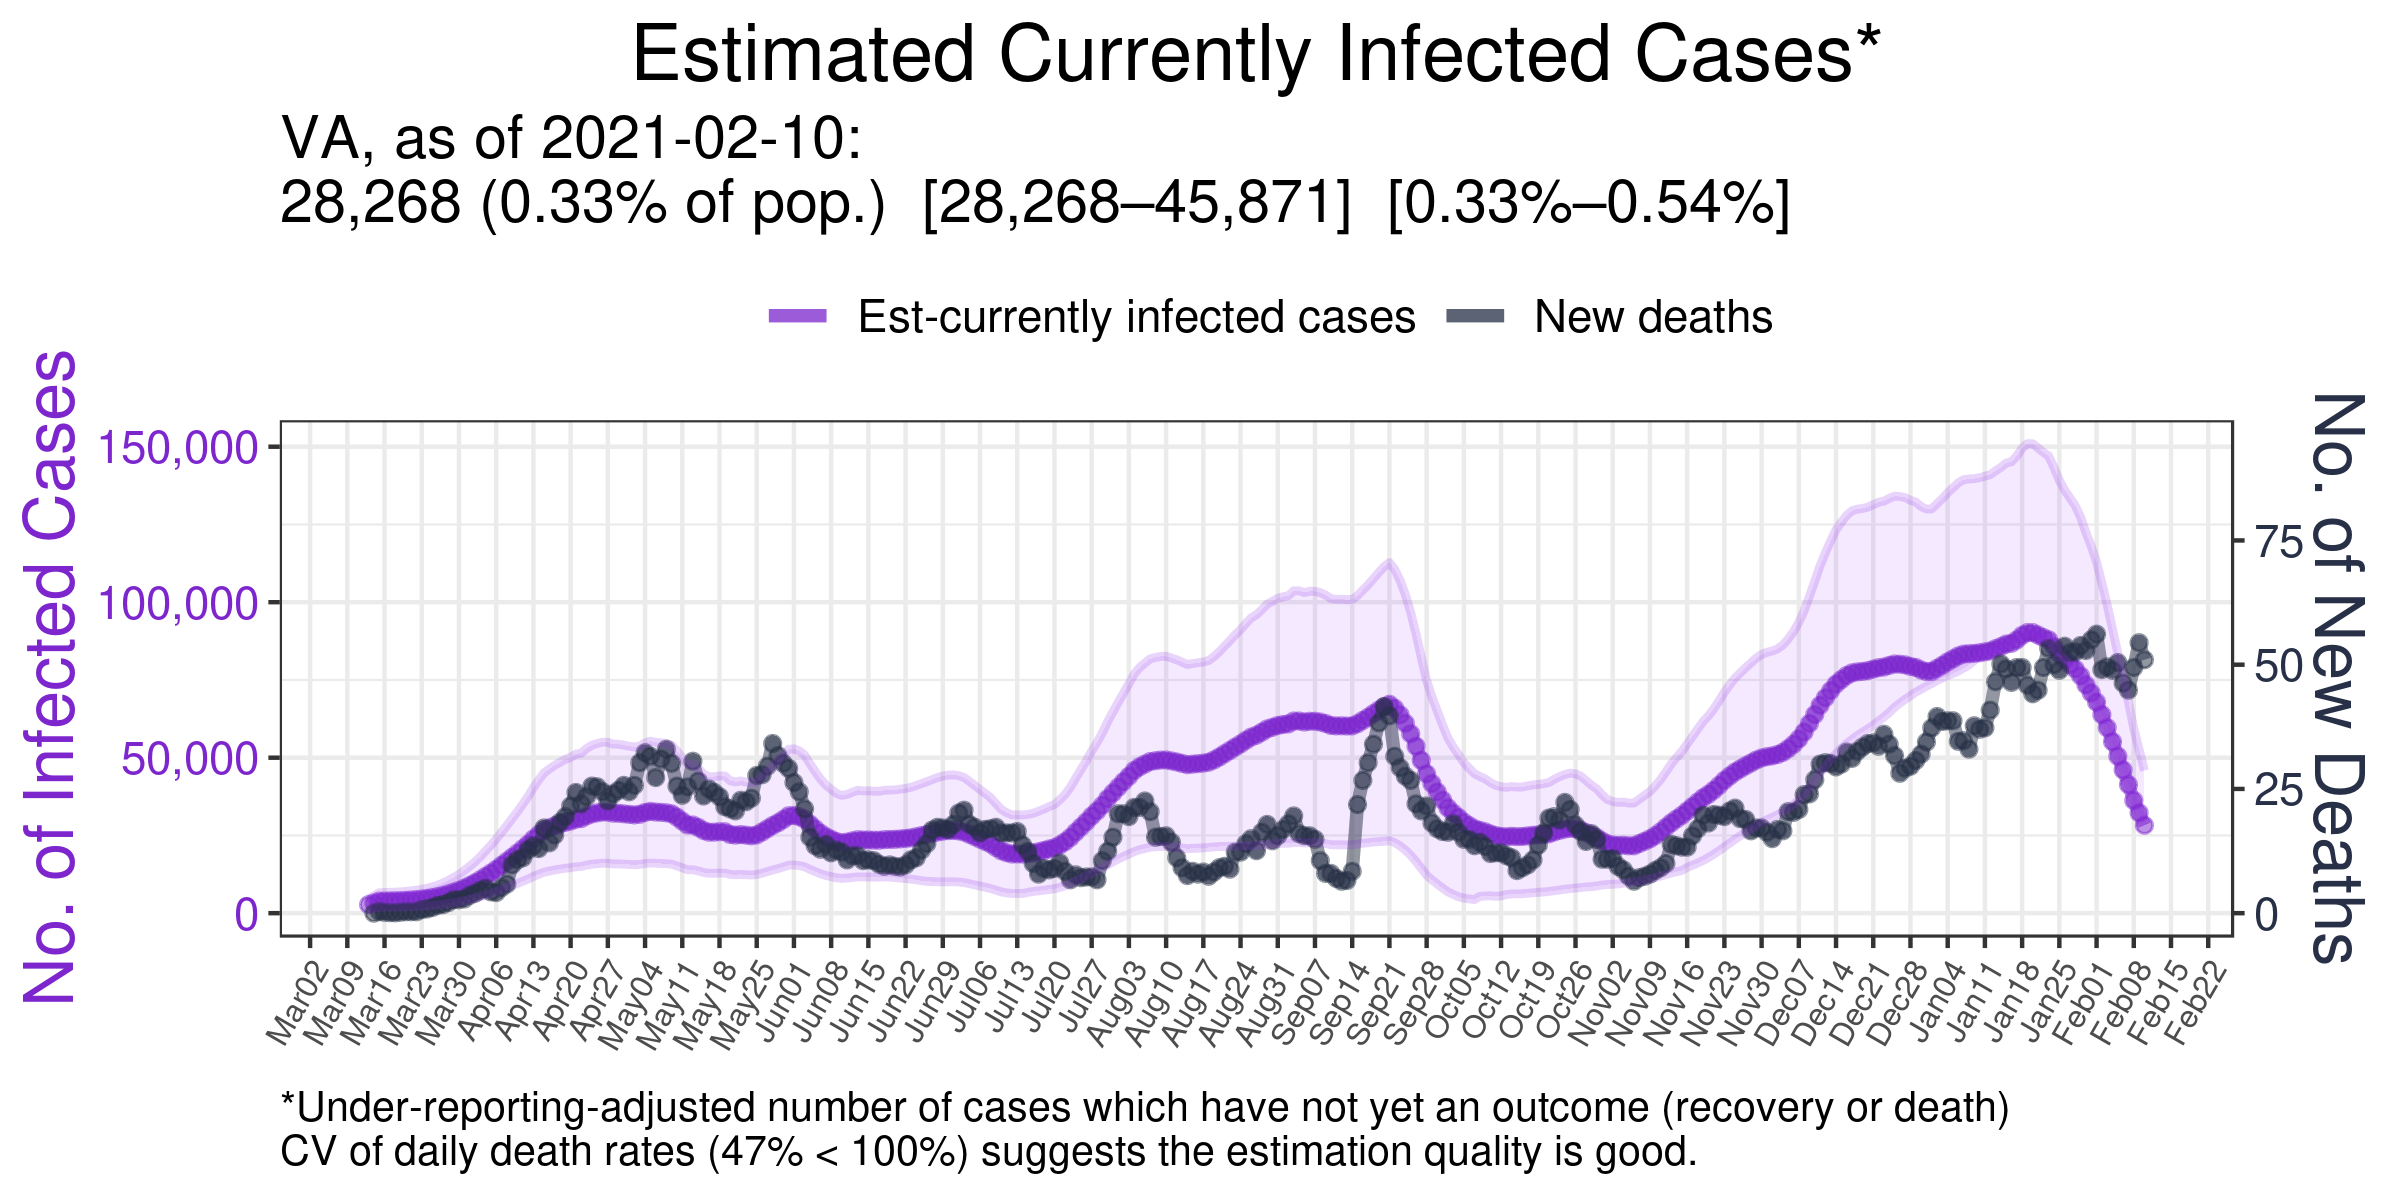 Estimated Currently Infected Cases*
VA, as of 2021-02-10:
28,268 (0.33% of pop.) [28,268–45,871] [0.33%–0.54%]
Est-currently infected cases
New deaths
No. of Infected Cases
150,000
100,000
50,000
0
No. of New Deaths
75
50
25
0
Mar02
Mar09
Mar16
Mar23
Mar30
Apr06
Apr13
Apr20
Apr27
May04
May11
May18
May25
Jun01
Jun08
Jun15
Jun22
Jun29
Jul06
Jul13
Jul20
Jul27
Aug03
Aug10
Aug17
Aug24
Aug31
Sep07
Sep14
Sep21
Sep28
Oct05
Oct12
Oct19
Oct26
Nov02
Nov09
Nov16
Nov23
Nov30
Dec07
Dec14
Dec21
Dec28
Jan04
Jan11
Jan18
Jan25
Feb01
Feb08
Feb15
Feb22
*Under-reporting-adjusted number of cases which have not yet an outcome (recovery or death)
CV of daily death rates (47% < 100%) suggests the estimation quality is good.